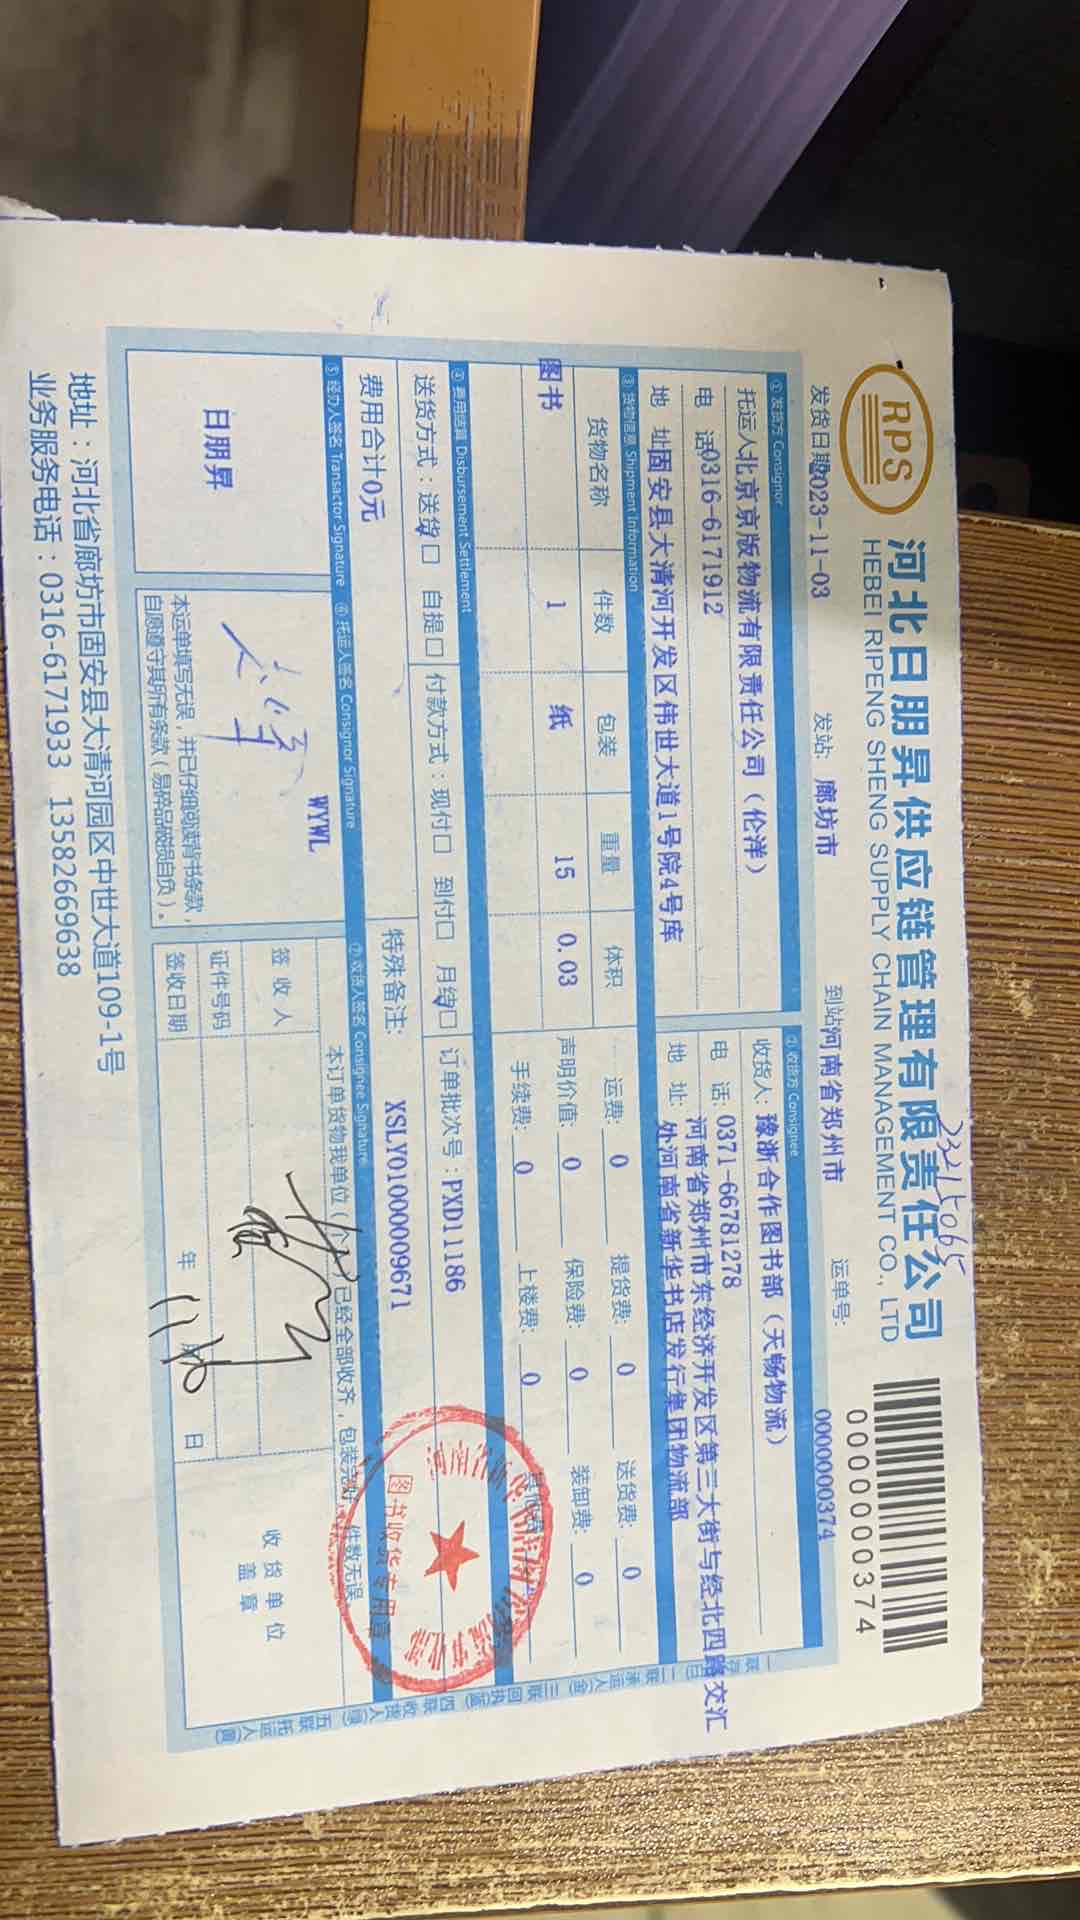 2325065
RPS
河北日朋昇供应链管理有限责任公司
HEBEI RIPENG SHENG SUPPLY CHAIN MANAGEMENT CO., LTD
0000000374
发货日期2023-11-03 发站: 廊坊市 到站河南省郑州市 运单号: 0000000374
① 发货方 Consignor
托运人北京京版物流有限责任公司（伦洋）
电 话0316-6171912
地 址固安县大清河开发区伟世大道1号院4号库
② 收货方 Consignee
收货人: 豫浙合作图书部（天畅物流）
电 话: 0371-66781278
地 址: 河南省郑州市东经济开发区第三大街与经北四路交汇
处河南省新华书店发行集团物流部
③ 货物信息 Shipment Information
货物名称 件数 包装 重量 体积
图书 1 纸 15 0.03
运费: 0 提货费: 0 送货费: 0
声明价值: 0 保险费: 0 装卸费: 0
手续费: 0 上楼费: 0 其他费
④ 费用结算 Disbursement Settlement
送货方式：送货☑ 自提□ 付款方式：现付□ 到付□ 月结☑ 订单批次号：PXD11186
费用合计0元
特殊备注: XSLY01000009671
⑤ 经办人签名 Transactor Signature
日朋昇
⑥ 托运人签名 Consignor Signature
WYWL
本运单填写无误，并已仔细阅读背书条款，
自愿遵守其所有条款（易碎品破损自负）。
⑦ 收货人签名 Consignee Signature
本订单货物我单位（个人）已经全部收齐，包装完好，件数无误
签 收 人
证件号码
签收日期 年 月 日
收 货 单 位
盖 章
图书收货专用章
地址：河北省廊坊市固安县大清河园区中世大道109-1号
业务服务电话：0316-6171933 13582669638